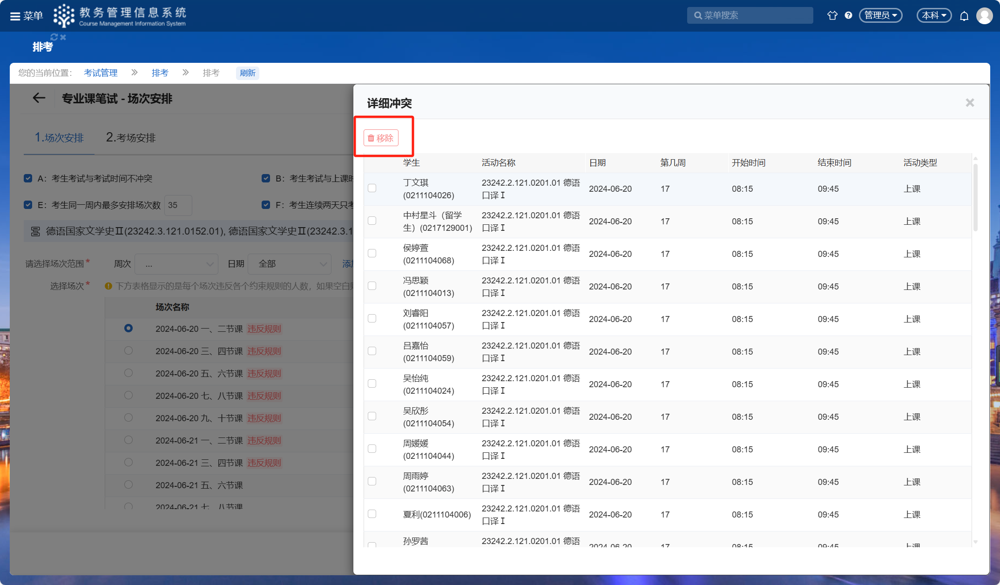 菜单
教务管理信息系统
Course Management Information System
菜单搜索
管理员
本科
排考
您的当前位置：
考试管理
排考
排考
刷新
专业课笔试 - 场次安排
1.场次安排
2.考场安排
A：考生考试与考试时间不冲突
B：考生考试与上课时
E：考生同一周内最多安排场次数 35
F：考生连续两天只考
德语国家文学史Ⅱ(23242.3.121.0152.01), 德语国家文学史Ⅱ(23242.3.1
请选择场次范围*
周次 ...
日期 全部
选择场次*
下方表格显示的是每个场次违反各个约束规则的人数，如果空白
场次名称
2024-06-20 一、二节课 违反规则
2024-06-20 三、四节课 违反规则
2024-06-20 五、六节课 违反规则
2024-06-20 七、八节课 违反规则
2024-06-20 九、十节课 违反规则
2024-06-21 一、二节课 违反规则
2024-06-21 三、四节课 违反规则
2024-06-21 五、六节课
2024-06-21 七、八节课
详细冲突
移除
学生 活动名称 日期 第几周 开始时间 结束时间 活动类型
丁文琪 23242.2.121.0201.01 德语
(0211104026) 口译Ⅰ 2024-06-20 17 08:15 09:45 上课
中村星斗（留学 23242.2.121.0201.01 德语
生）(0217129001) 口译Ⅰ 2024-06-20 17 08:15 09:45 上课
侯婷萱 23242.2.121.0201.01 德语
(0211104068) 口译Ⅰ 2024-06-20 17 08:15 09:45 上课
冯思颖 23242.2.121.0201.01 德语
(0211104013) 口译Ⅰ 2024-06-20 17 08:15 09:45 上课
刘睿阳 23242.2.121.0201.01 德语
(0211104057) 口译Ⅰ 2024-06-20 17 08:15 09:45 上课
吕嘉怡 23242.2.121.0201.01 德语
(0211104059) 口译Ⅰ 2024-06-20 17 08:15 09:45 上课
吴怡纯 23242.2.121.0201.01 德语
(0211104024) 口译Ⅰ 2024-06-20 17 08:15 09:45 上课
吴欣彤 23242.2.121.0201.01 德语
(0211104054) 口译Ⅰ 2024-06-20 17 08:15 09:45 上课
周媛媛 23242.2.121.0201.01 德语
(0211104044) 口译Ⅰ 2024-06-20 17 08:15 09:45 上课
周雨婷 23242.2.121.0201.01 德语
(0211104063) 口译Ⅰ 2024-06-20 17 08:15 09:45 上课
夏利(0211104006) 23242.2.121.0201.01 德语
口译Ⅰ 2024-06-20 17 08:15 09:45 上课
孙罗茜 23242.2.121.0201.01 德语
2024-06-20 17 08:15 09:45 上课